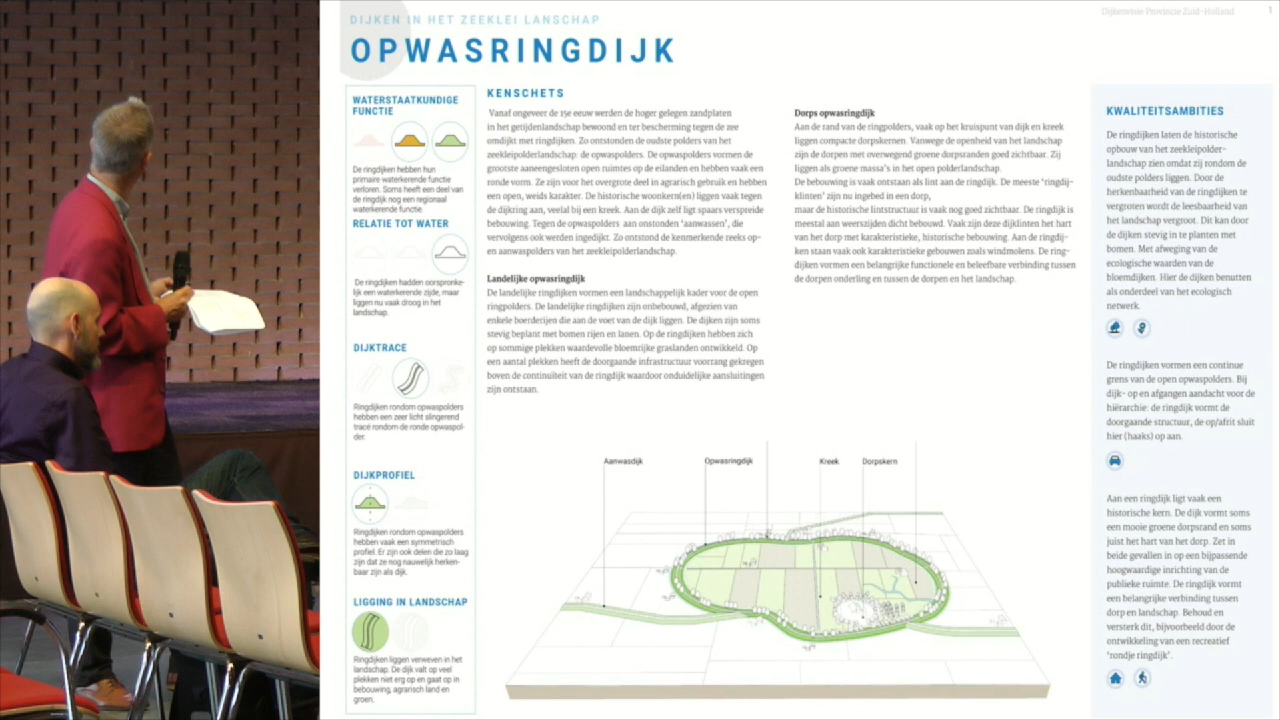 Dijkenvisie Provincie Zuid-Holland
1
DIJKEN IN HET ZEEKLEI LANSCHAP
OPWASRINGDIJK
WATERSTAATKUNDIGE
FUNCTIE
De ringdijken hebben hun
primaire waterkerende functie
verloren. Soms heeft een deel van
de ringdijk nog een regionaal
waterkerende functie.
RELATIE TOT WATER
De ringdijken hadden oorspronke-
lijk een waterkerende zijde, maar
liggen nu vaak droog in het
landschap.
DIJKTRACE
Ringdijken rondom opwaspolders
hebben een zeer licht slingerend
tracé rondom de ronde opwaspol-
der.
DIJKPROFIEL
Ringdijken rondom opwaspolders
hebben vaak een symmetrisch
profiel. Er zijn ook delen die zo laag
zijn dat ze nog nauwelijk herken-
baar zijn als dijk.
LIGGING IN LANDSCHAP
Ringdijken liggen verweven in het
landschap. De dijk valt op veel
plekken niet erg op en gaat op in
bebouwing, agrarisch land en
groen.
KENSCHETS
Vanaf ongeveer de 15e eeuw werden de hoger gelegen zandplaten
in het getijdenlandschap bewoond en ter bescherming tegen de zee
omdijkt met ringdijken. Zo ontstonden de oudste polders van het
zeekleipolderlandschap: de opwaspolders. De opwaspolders vormen de
grootste aaneengesloten open ruimtes op de eilanden en hebben vaak een
ronde vorm. Ze zijn voor het overgrote deel in agrarisch gebruik en hebben
een open, weids karakter. De historische woonkern(en) liggen vaak tegen
de dijkring aan, veelal bij een kreek. Aan de dijk zelf ligt spaars verspreide
bebouwing. Tegen de opwaspolders aan onstonden 'aanwassen', die
vervolgens ook werden ingedijkt. Zo ontstond de kenmerkende reeks op-
en aanwaspolders van het zeekleipolderlandschap.
Landelijke opwasringdijk
De landelijke ringdijken vormen een landschappelijk kader voor de open
ringpolders. De landelijke ringdijken zijn onbebouwd, afgezien van
enkele boerderijen die aan de voet van de dijk liggen. De dijken zijn soms
stevig beplant met bomen rijen en lanen. Op de ringdijken hebben zich
op sommige plekken waardevolle bloemrijke graslanden ontwikkeld. Op
een aantal plekken heeft de doorgaande infrastructuur voorrang gekregen
boven de continuïteit van de ringdijk waardoor onduidelijke aansluitingen
zijn ontstaan.
Dorps opwasringdijk
Aan de rand van de ringpolders, vaak op het kruispunt van dijk en kreek
liggen compacte dorpskernen. Vanwege de openheid van het landschap
zijn de dorpen met overwegend groene dorpsranden goed zichtbaar. Zij
liggen als groene massa's in het open polderlandschap.
De bebouwing is vaak ontstaan als lint aan de ringdijk. De meeste 'ringdij-
klinten' zijn nu ingebed in een dorp,
maar de historische lintstructuur is vaak nog goed zichtbaar. De ringdijk is
meestal aan weerszijden dicht bebouwd. Vaak zijn deze dijklinten het hart
van het dorp met karakteristieke, historische bebouwing. Aan de ringdij-
ken staan vaak ook karakteristieke gebouwen zoals windmolens. De ring-
dijken vormen een belangrijke functionele en beleefbare verbinding tussen
de dorpen onderling en tussen de dorpen en het landschap.
Aanwasdijk
Opwasringdijk
Kreek
Dorpskern
KWALITEITSAMBITIES
De ringdijken laten de historische
opbouw van het zeekleipolder-
landschap zien omdat zij rondom de
oudste polders liggen. Door de
herkenbaarheid van de ringdijken te
vergroten wordt de leesbaarheid van
het landschap vergroot. Dit kan door
de dijken stevig in te planten met
bomen. Met afweging van de
ecologische waarden van de
bloemdijken. Hier de dijken benutten
als onderdeel van het ecologisch
netwerk.
De ringdijken vormen een continue
grens van de open opwaspolders. Bij
dijk- op en afgangen aandacht voor de
hiërarchie: de ringdijk vormt de
doorgaande structuur, de op/afrit sluit
hier (haaks) op aan.
Aan een ringdijk ligt vaak een
historische kern. De dijk vormt soms
een mooie groene dorpsrand en soms
juist het hart van het dorp. Zet in
beide gevallen in op een bijpassende
hoogwaardige inrichting van de
publieke ruimte. De ringdijk vormt
een belangrijke verbinding tussen
dorp en landschap. Behoud en
versterk dit, bijvoorbeeld door de
ontwikkeling van een recreatief
'rondje ringdijk'.